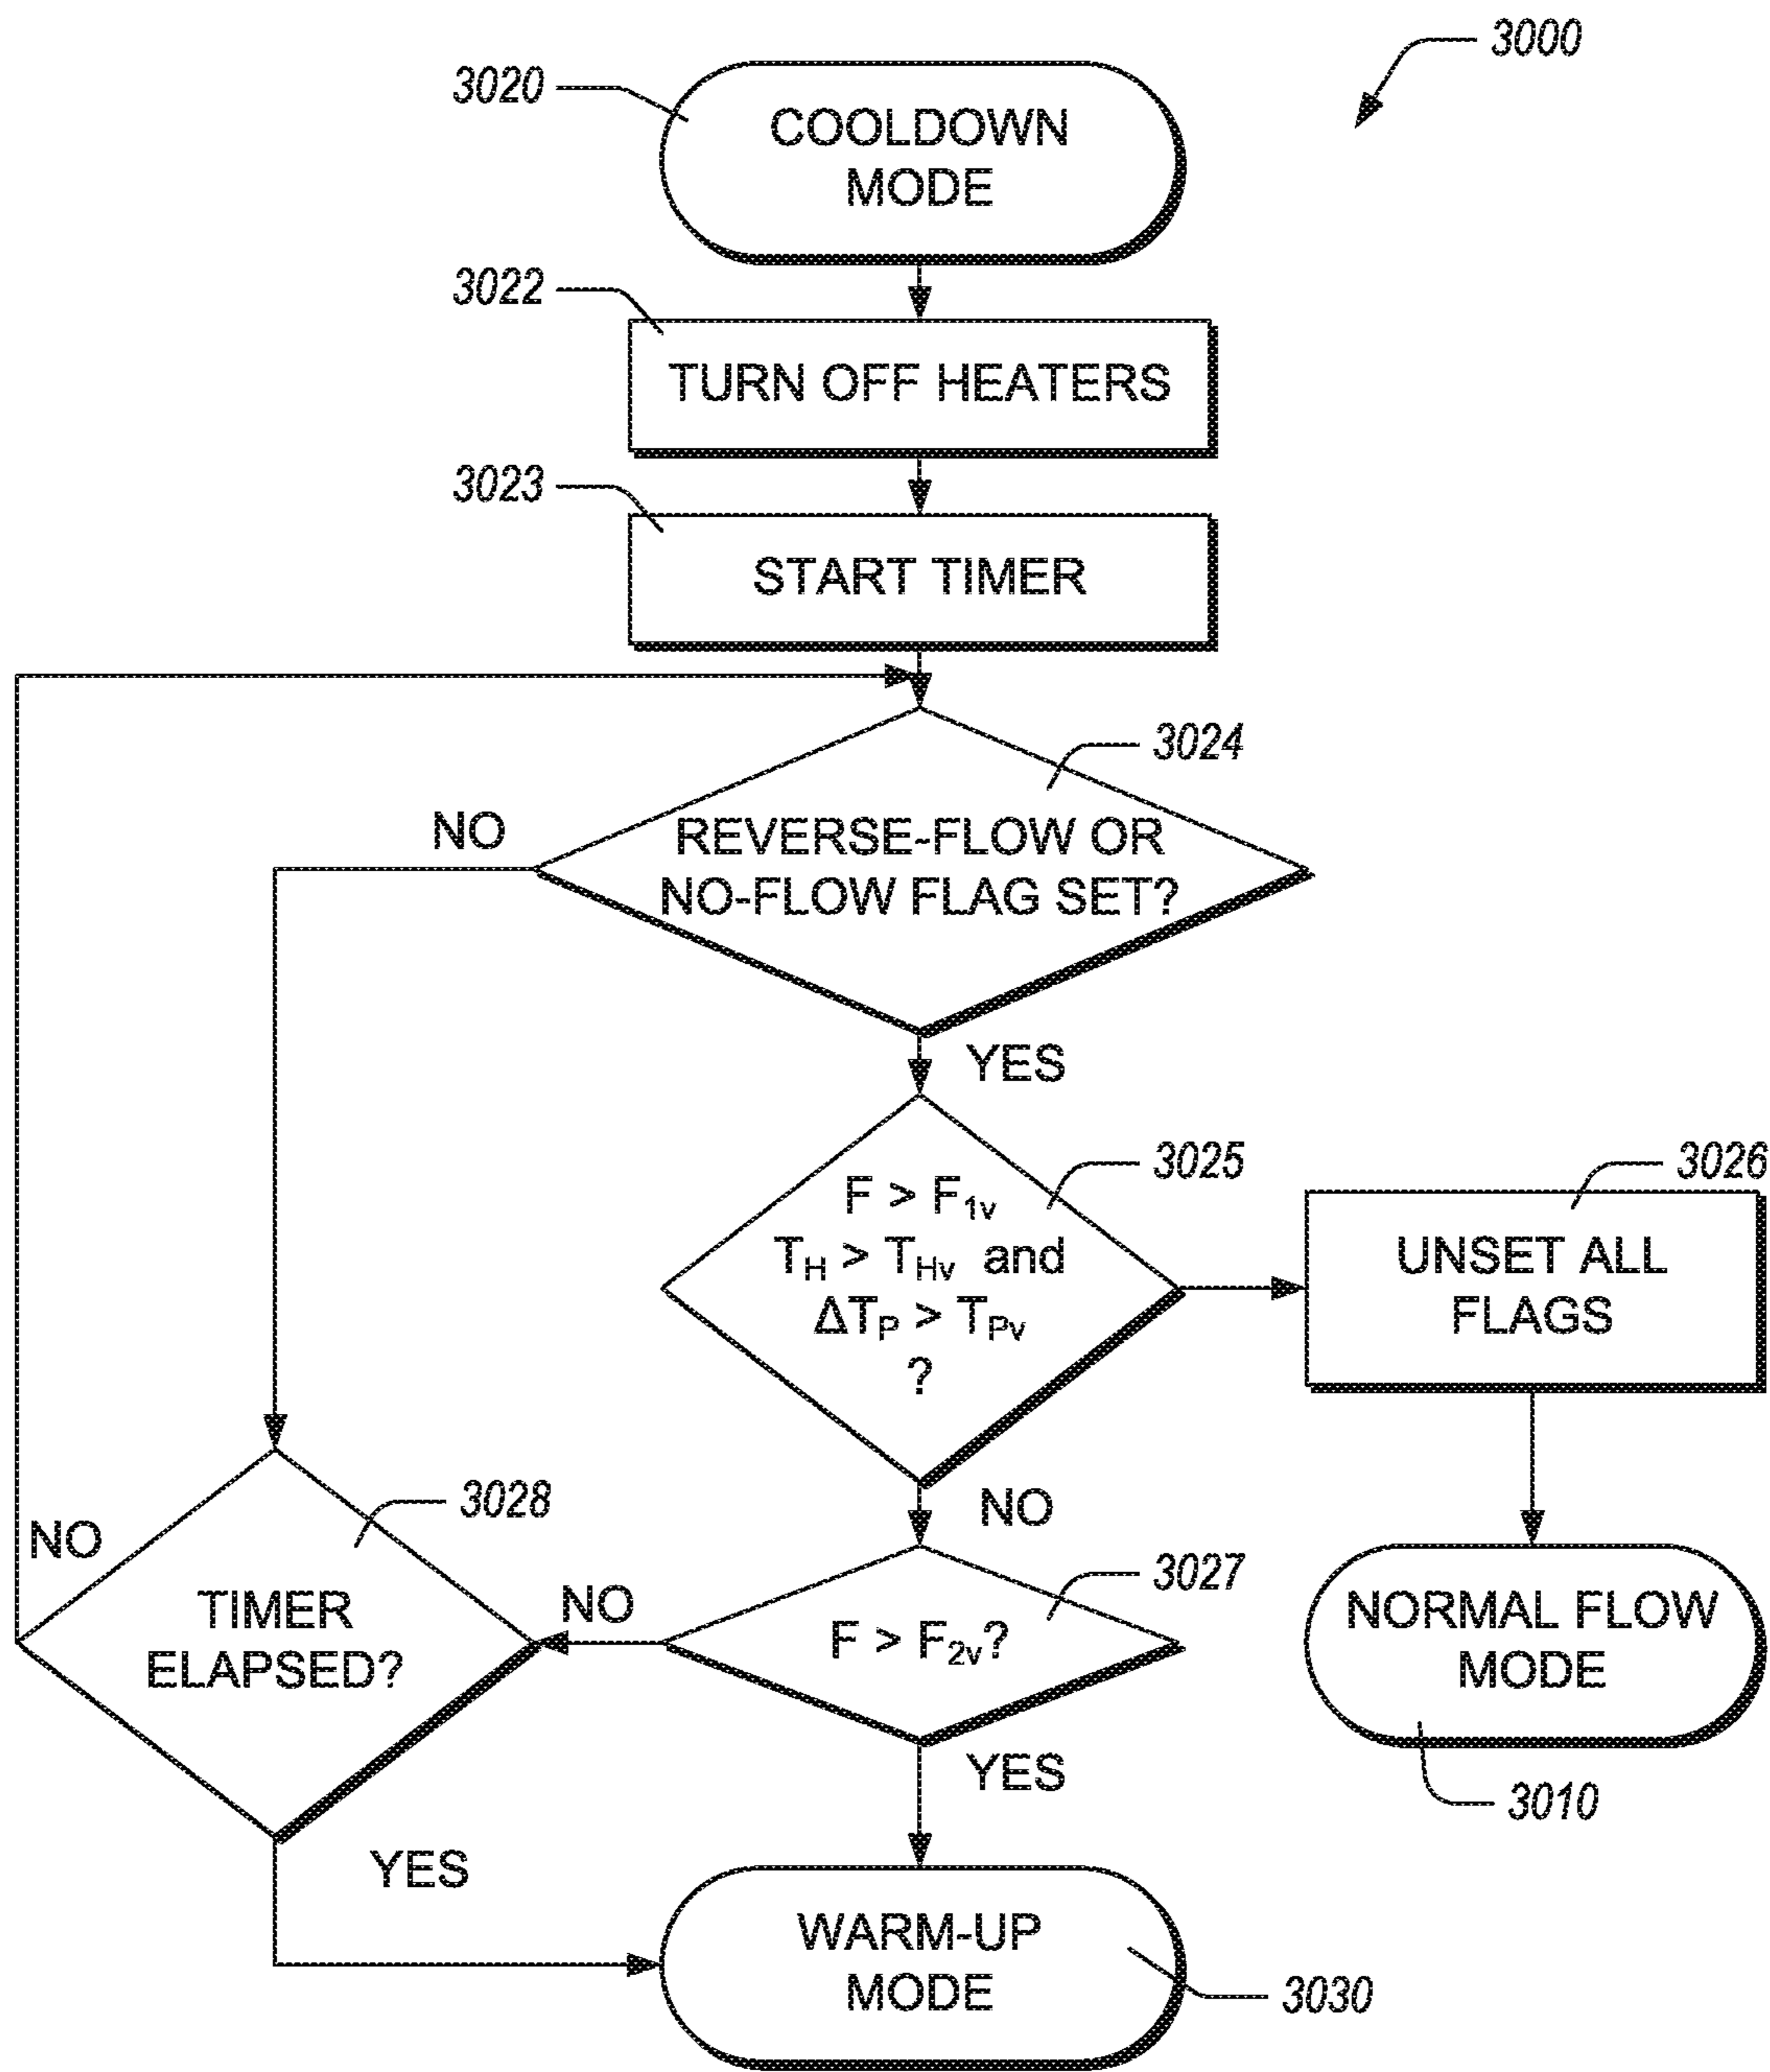 3000
3020
COOLDOWN
MODE
3022
TURN OFF HEATERS
3023
START TIMER
3024
NO
REVERSE-FLOW OR
NO-FLOW FLAG SET?
YES
3025
3026
F > F1v
TH > THv and
ΔTP > TPv
?
UNSET ALL
FLAGS
3028
NO
NO
3027
TIMER
ELAPSED?
NO
F > F2v?
NORMAL FLOW
MODE
YES
3010
YES
WARM-UP
MODE
3030